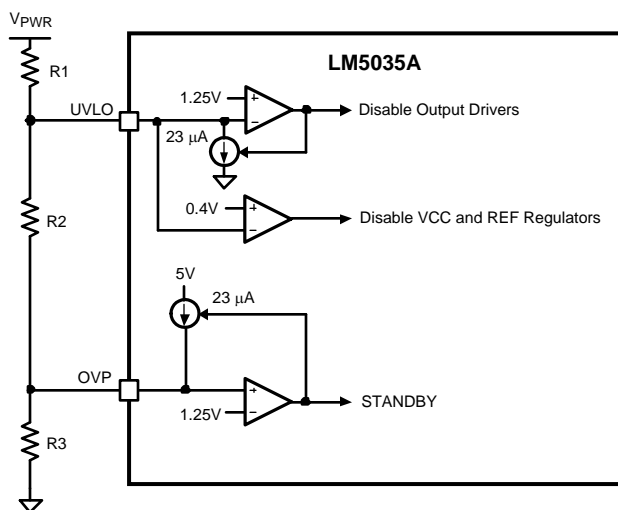 VPWR
R1
LM5035A
1.25V
+
UVLO
Disable Output Drivers
-
23 μA
0.4V
+
R2
Disable VCC and REF Regulators
-
5V
23 μA
OVP
+
STANDBY
1.25V
-
R3